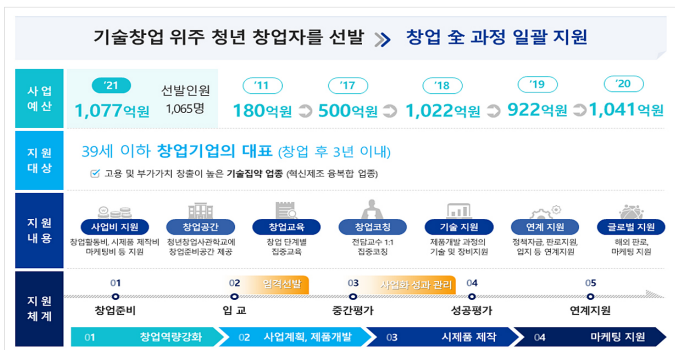 기술창업 위주 청년 창업자를 선발 창업 全 과정 일괄 지원
사업
예산
'21
1,077억원
선발인원
1,065명
'11
180억원
'17
500억원
'18
1,022억원
'19
922억원
'20
1,041억원
지원
대상
39세 이하 창업기업의 대표 (창업 후 3년 이내)
고용 및 부가가치 창출이 높은 기술집약 업종 (혁신제조 융복합 업종)
지원
내용
사업비 지원
창업활동비, 시제품 제작비
마케팅비 등 지원
창업공간
청년창업사관학교에
창업준비공간 제공
창업교육
창업 단계별
집중교육
창업코칭
전담교수 1:1
집중코칭
기술 지원
제품개발 과정의
기술 및 장비지원
연계 지원
정책자금, 판로지원,
입지 등 연계지원
글로벌 지원
해외 판로,
마케팅 지원
지원
체계
01
창업준비
02
입 교
엄격선발
03
중간평가
사업화 성과 관리
04
성공평가
05
연계지원
01 창업역량강화
02 사업계획, 제품개발
03 시제품 제작
04 마케팅 지원